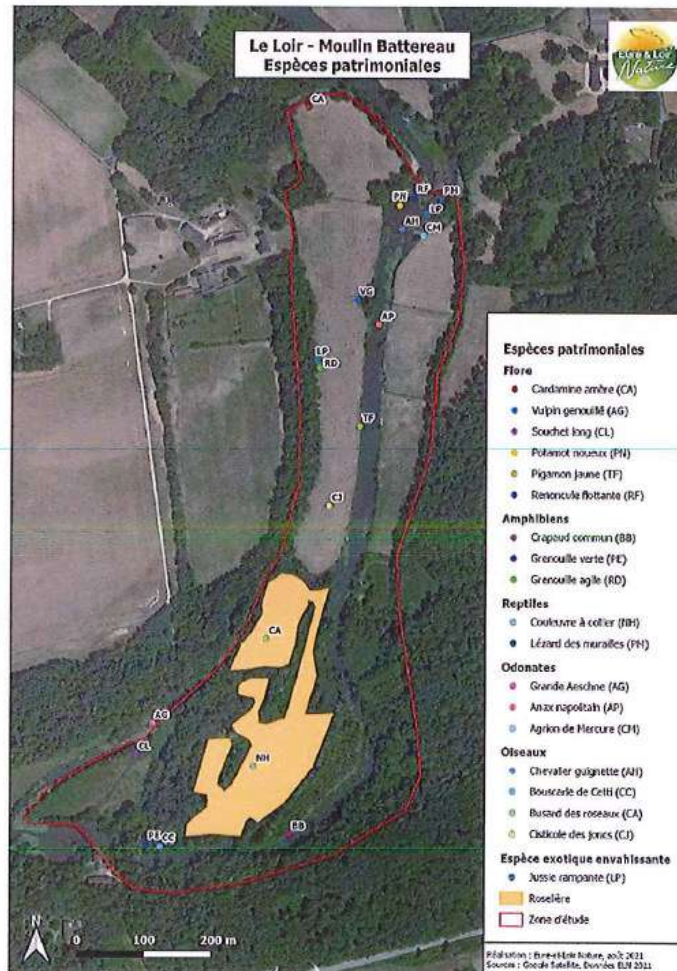 Le Loir - Moulin Battereau
Espèces patrimoniales
Eure & Loir
Nature
CA
RF
PN
PM
LP
AH
CM
VG
AP
LP
RD
TF
CJ
CA
AG
CL
NH
BB
PE
CC
Espèces patrimoniales
Flore
Cardamine amère (CA)
Vulpin genouillé (AG)
Souchet long (CL)
Potamot noueux (PN)
Pigamon jaune (TF)
Renoncule flottante (RF)
Amphibiens
Crapaud commun (BB)
Grenouille verte (PE)
Grenouille agile (RD)
Reptiles
Couleuvre à collier (NH)
Lézard des murailles (PM)
Odonates
Grande Aeschne (AG)
Anax napolitain (AP)
Agrion de Mercure (CM)
Oiseaux
Chevalier guignette (AH)
Bouscarle de Cetti (CC)
Busard des roseaux (CA)
Cisticole des joncs (CJ)
Espèce exotique envahissante
Jussie rampante (LP)
Roselière
Zone d'étude
N
0 100 200 m
Réalisation : Eure-et-Loir Nature, août 2021
Sources : Google Satellite, Données ELN 2021